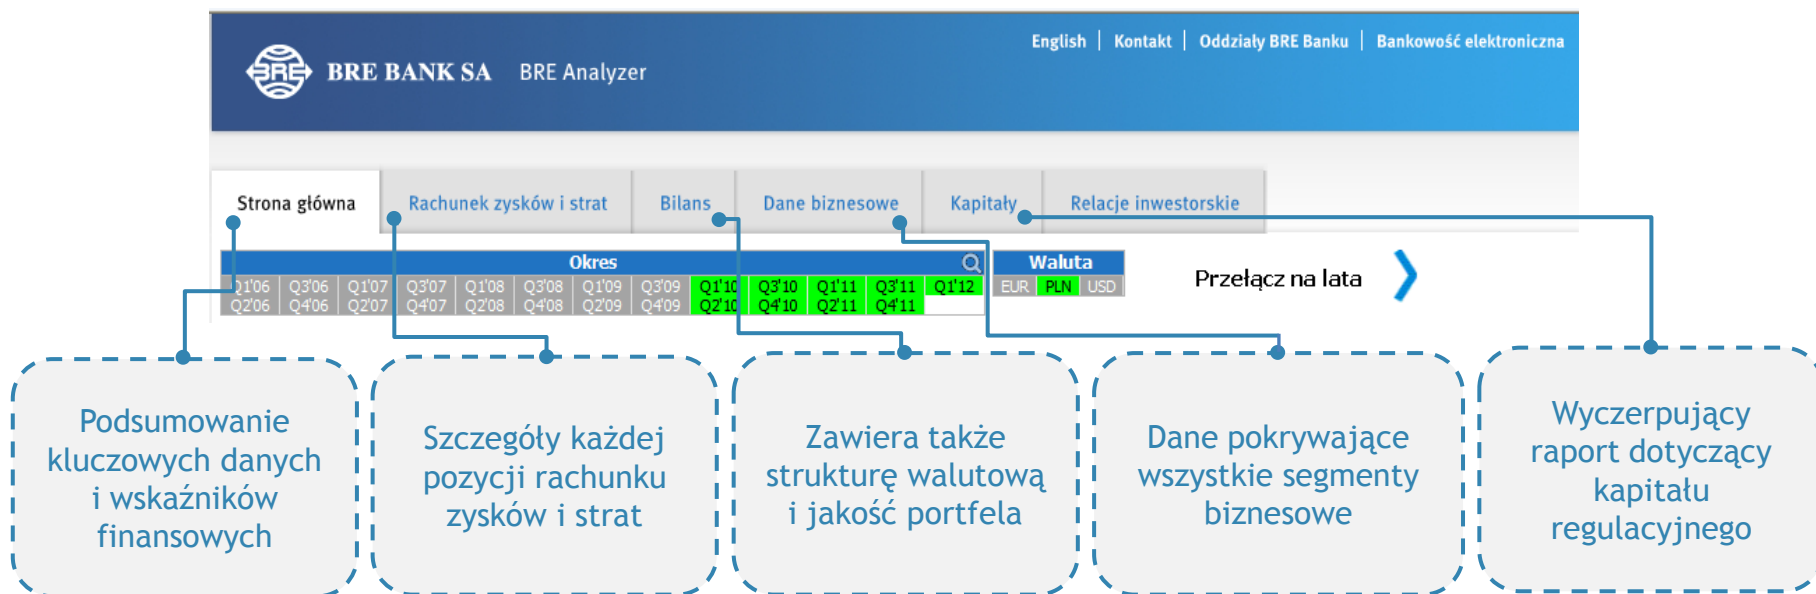 English | Kontakt | Oddziały BRE Banku | Bankowość elektroniczna
BRE BRE BANK SA BRE Analyzer
Strona główna Rachunek zysków i strat Bilans Dane biznesowe Kapitały Relacje inwestorskie
Okres Waluta
Q1'06 Q3'06 Q1'07 Q3'07 Q1'08 Q3'08 Q1'09 Q3'09 Q1'10 Q3'10 Q1'11 Q3'11 Q1'12 EUR PLN USD
Q2'06 Q4'06 Q2'07 Q4'07 Q2'08 Q4'08 Q2'09 Q4'09 Q2'10 Q4'10 Q2'11 Q4'11
Przełącz na lata
Podsumowanie
kluczowych danych
i wskaźników
finansowych
Szczegóły każdej
pozycji rachunku
zysków i strat
Zawiera także
strukturę walutową
i jakość portfela
Dane pokrywające
wszystkie segmenty
biznesowe
Wyczerpujący
raport dotyczący
kapitału
regulacyjnego